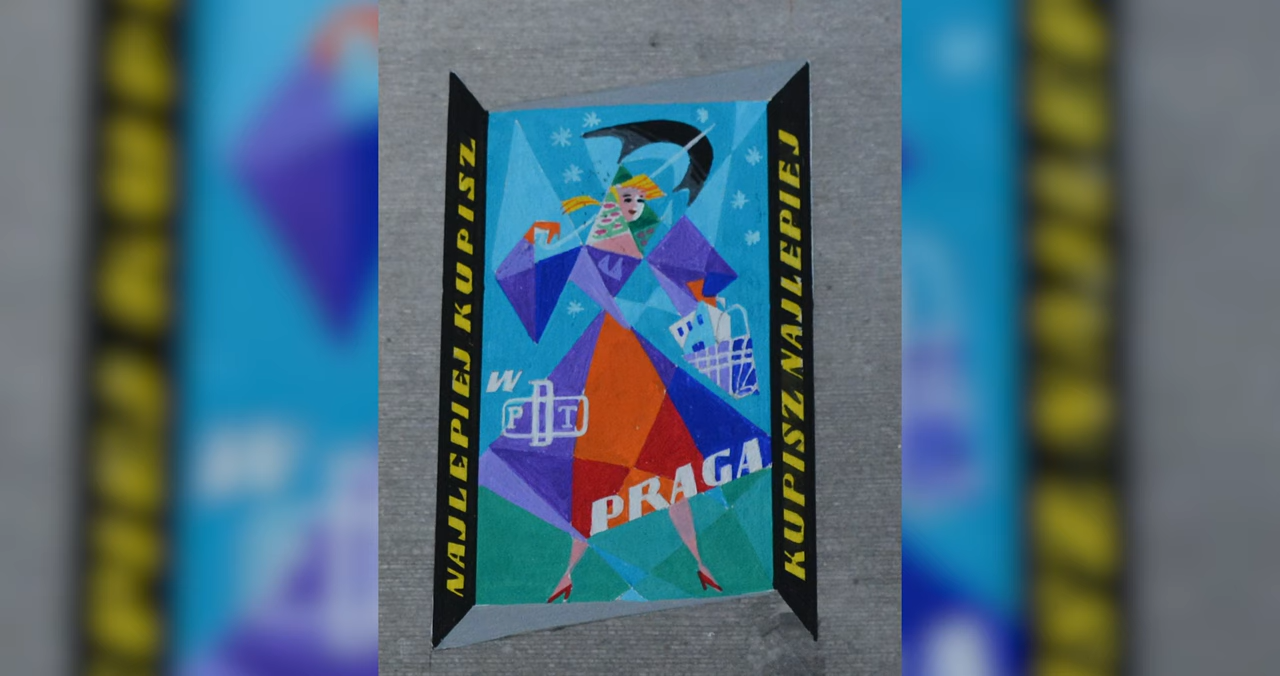 NAJLEPIEJ KUPISZ
W
PDT
PRAGA
KUPISZ NAJLEPIEJ